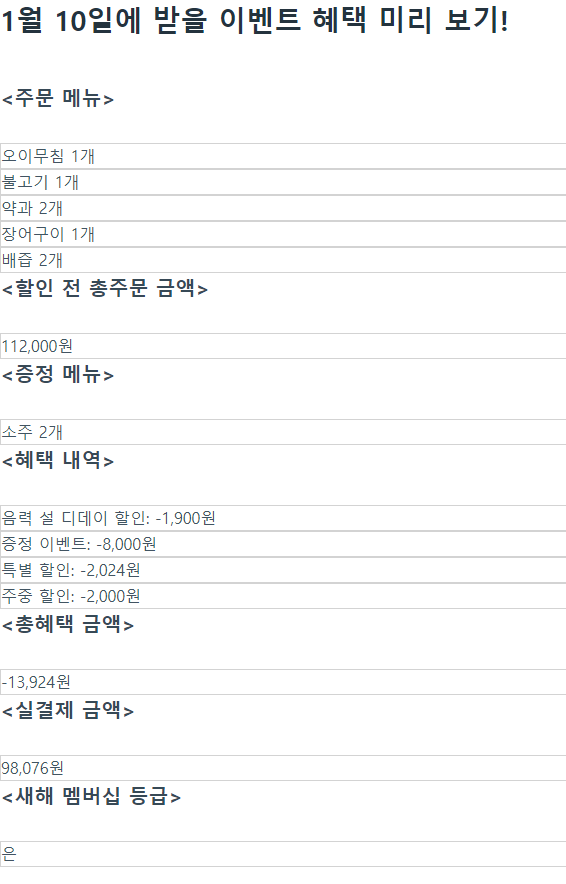 1월 10일에 받을 이벤트 혜택 미리 보기!
<주문 메뉴>
오이무침 1개
불고기 1개
약과 2개
장어구이 1개
배즙 2개
<할인 전 총주문 금액>
112,000원
<증정 메뉴>
소주 2개
<혜택 내역>
음력 설 디데이 할인: -1,900원
증정 이벤트: -8,000원
특별 할인: -2,024원
주중 할인: -2,000원
<총혜택 금액>
-13,924원
<실결제 금액>
98,076원
<새해 멤버십 등급>
은